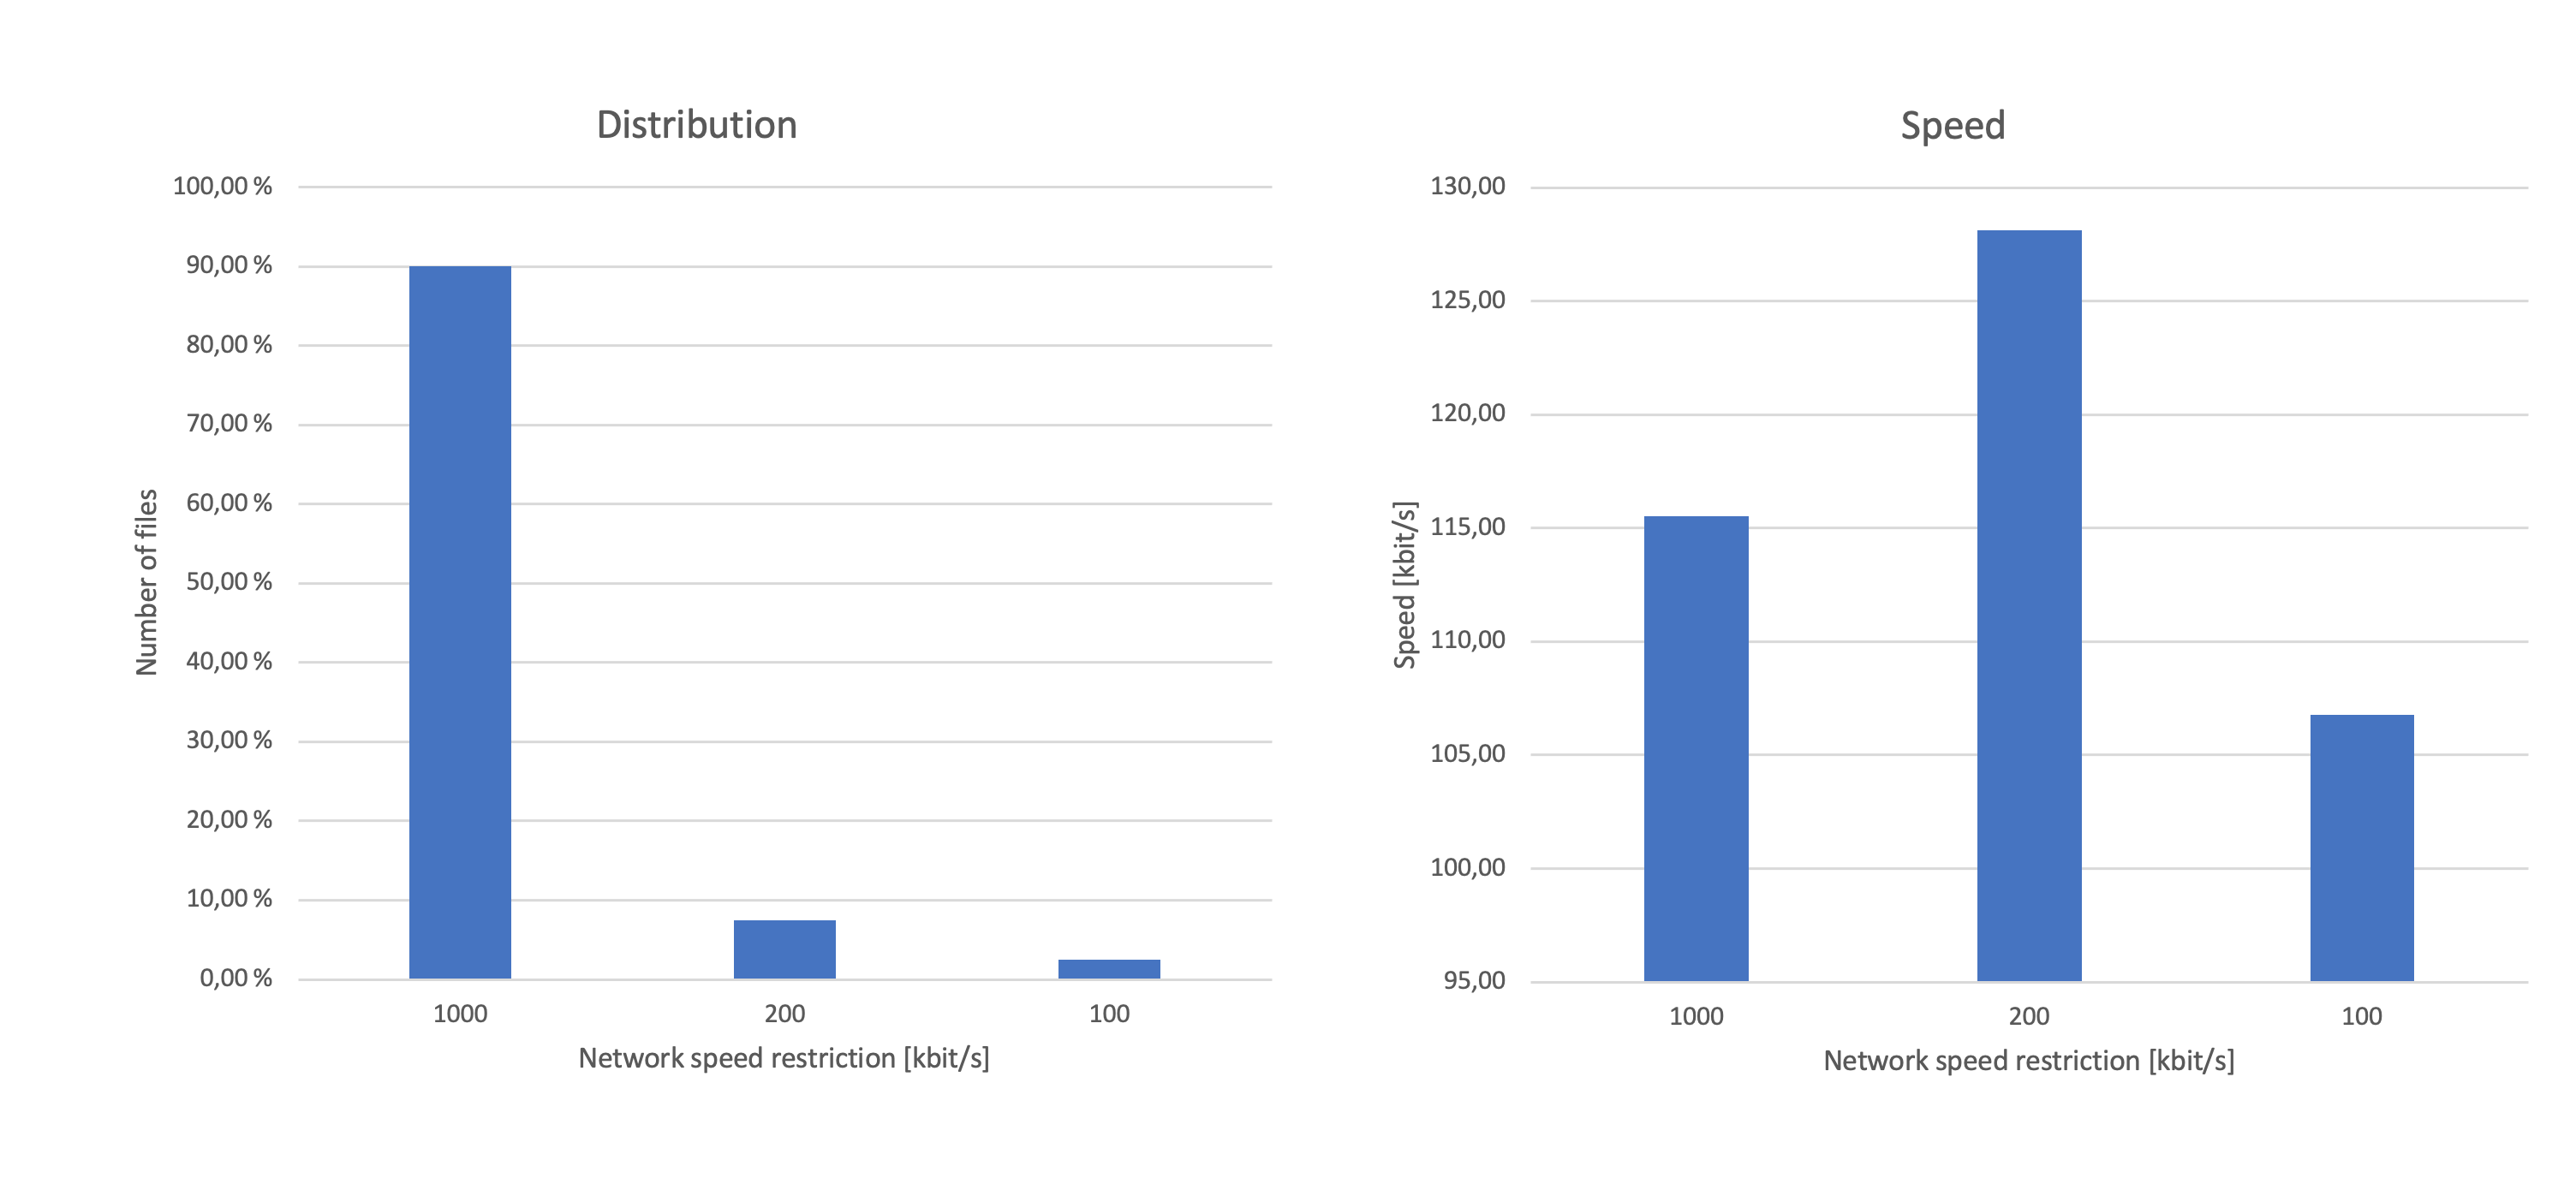 Distribution
100,00 %
90,00 %
80,00 %
70,00 %
60,00 %
50,00 %
40,00 %
30,00 %
20,00 %
10,00 %
0,00 %
Number of files
1000 200 100
Network speed restriction [kbit/s]
Speed
130,00
125,00
120,00
115,00
110,00
105,00
100,00
95,00
Speed [kbit/s]
1000 200 100
Network speed restriction [kbit/s]